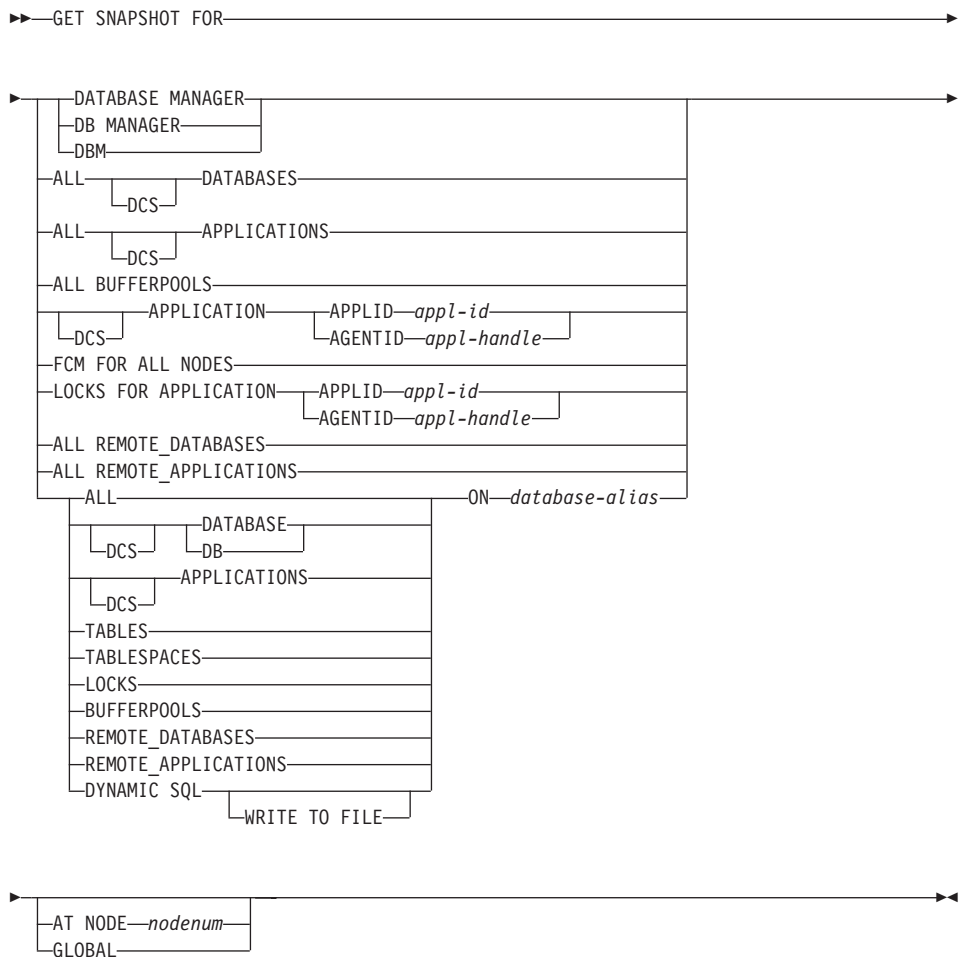 GET SNAPSHOT FOR
DATABASE MANAGER
DB MANAGER
DBM
ALL DATABASES
DCS
ALL APPLICATIONS
DCS
ALL BUFFERPOOLS
APPLICATION APPLID appl-id
DCS AGENTID appl-handle
FCM FOR ALL NODES
LOCKS FOR APPLICATION APPLID appl-id
AGENTID appl-handle
ALL REMOTE_DATABASES
ALL REMOTE_APPLICATIONS
ALL ON database-alias
DATABASE
DCS DB
APPLICATIONS
DCS
TABLES
TABLESPACES
LOCKS
BUFFERPOOLS
REMOTE_DATABASES
REMOTE_APPLICATIONS
DYNAMIC SQL
WRITE TO FILE
AT NODE nodenum
GLOBAL